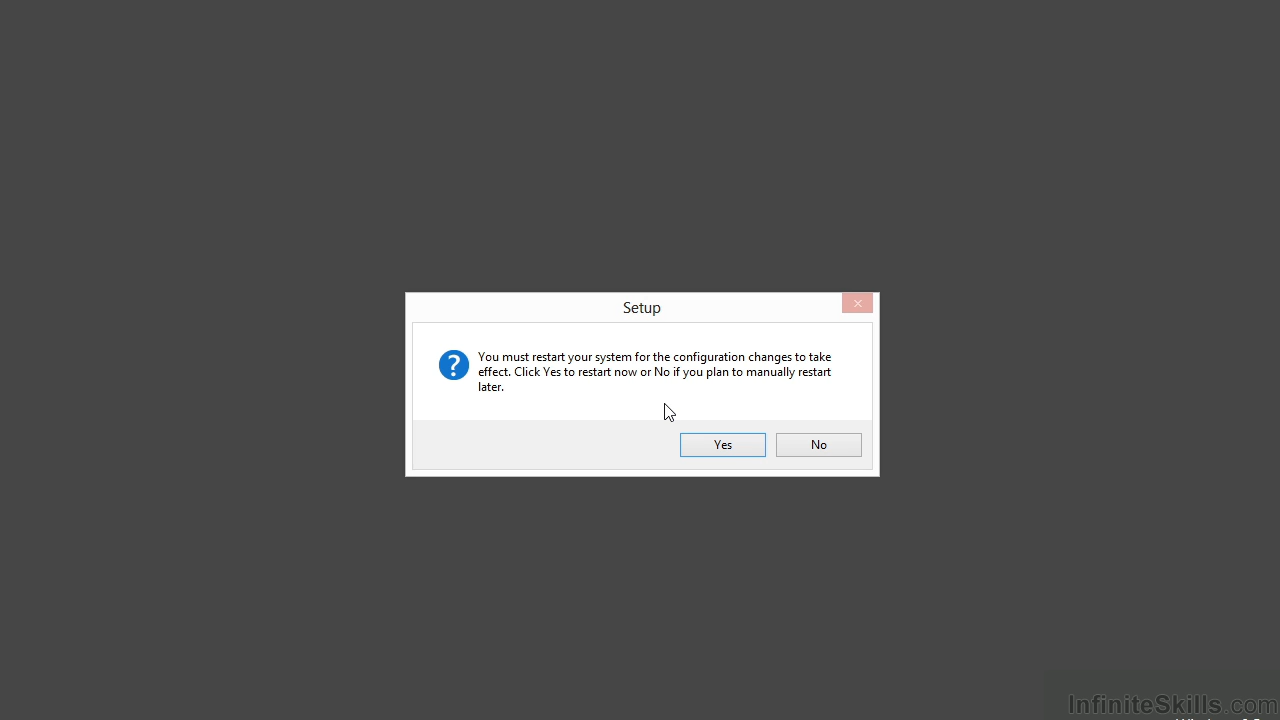 Setup
You must restart your system for the configuration changes to take
effect. Click Yes to restart now or No if you plan to manually restart
later.
Yes
No
InfiniteSkills.com